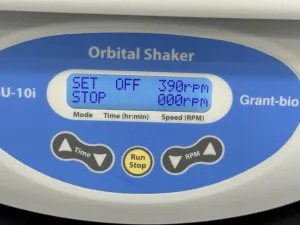 Orbital Shaker
SET OFF 390rpm
STOP 000rpm
U-10i
Grant-bio
Mode Time (hr:min) Speed (RPM)
Time
Run
Stop
RPM